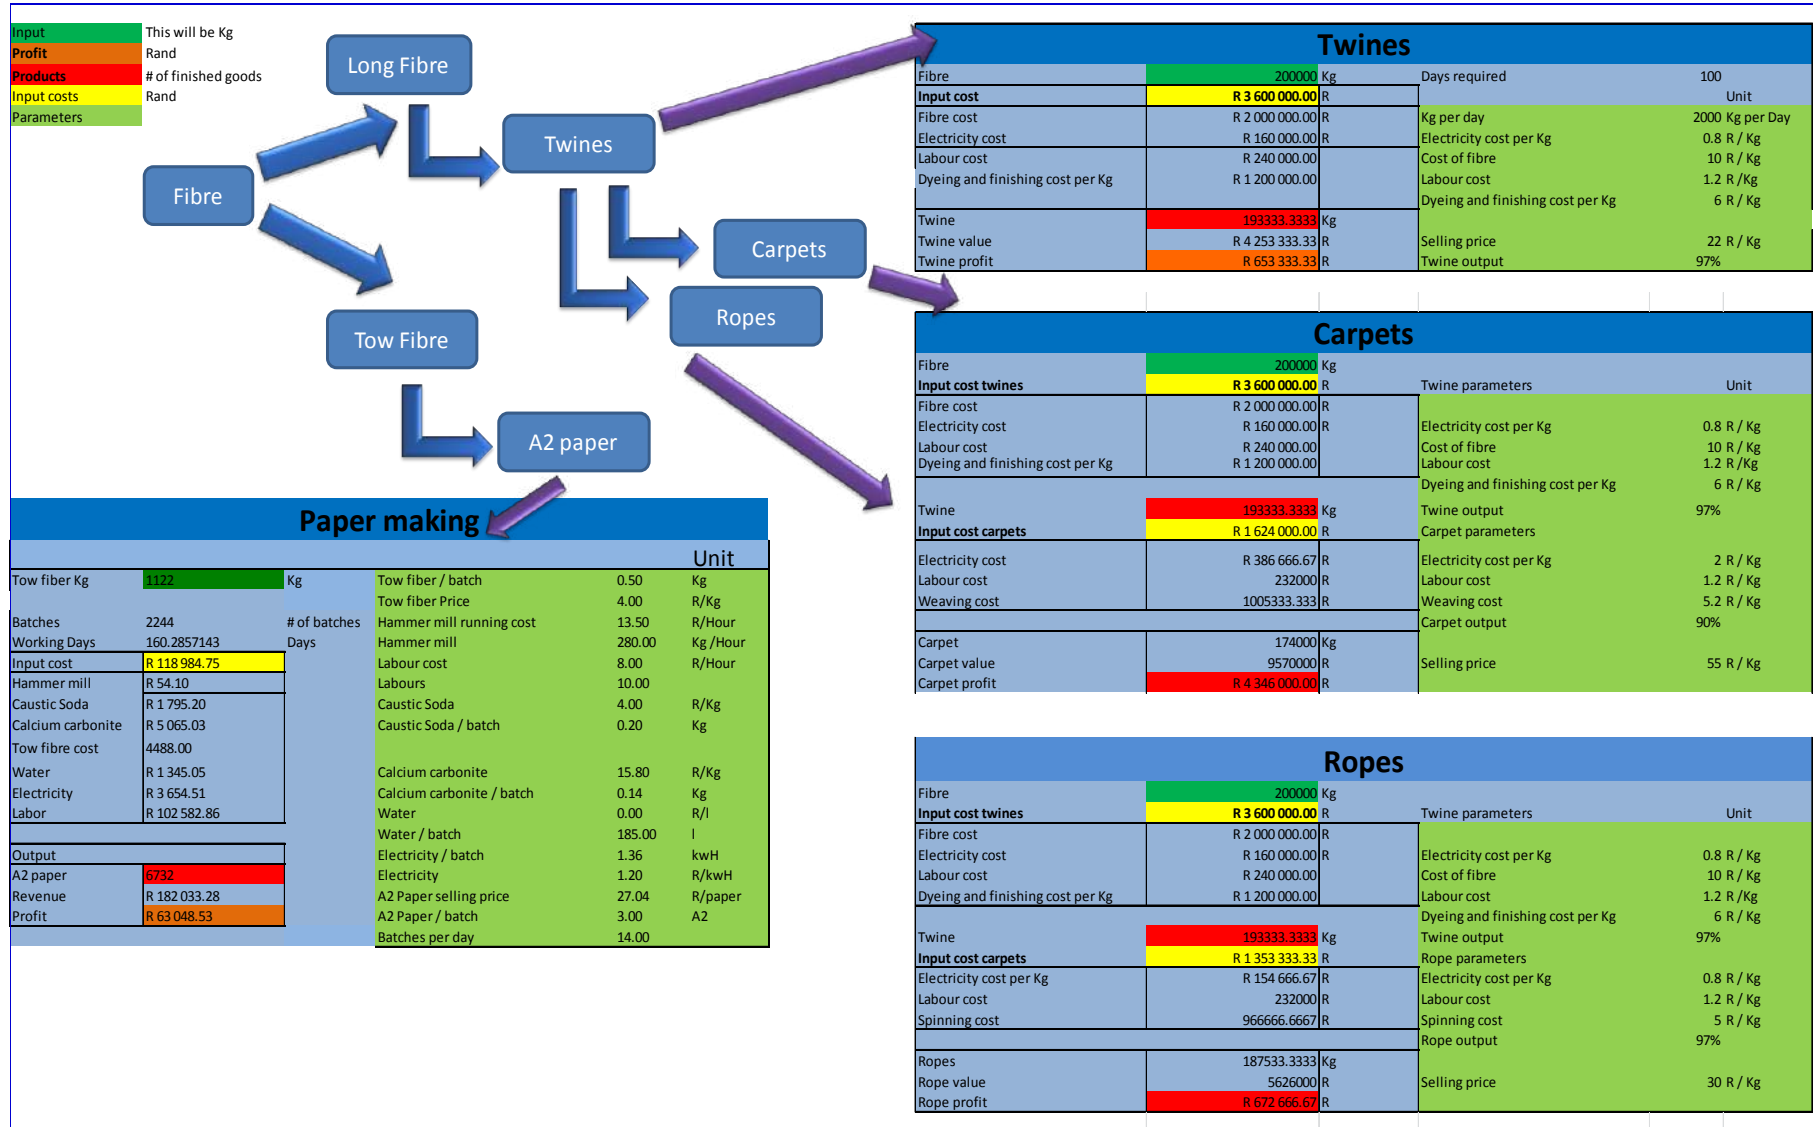 Input This will be Kg
Profit Rand
Products # of finished goods
Input costs Rand
Parameters
Long Fibre
Twines
Fibre
Carpets
Ropes
Tow Fibre
A2 paper
Twines
Fibre 200000 Kg Days required 100
Input cost R 3 600 000.00 R Unit
Fibre cost R 2 000 000.00 R Kg per day 2000 Kg per Day
Electricity cost R 160 000.00 R Electricity cost per Kg 0.8 R / Kg
Labour cost R 240 000.00 Cost of fibre 10 R / Kg
Dyeing and finishing cost per Kg R 1 200 000.00 Labour cost 1.2 R /Kg
Dyeing and finishing cost per Kg 6 R / Kg
Twine 193333.3333 Kg
Twine value R 4 253 333.33 R Selling price 22 R / Kg
Twine profit R 653 333.33 R Twine output 97%
Carpets
Fibre 200000 Kg
Input cost twines R 3 600 000.00 R Twine parameters Unit
Fibre cost R 2 000 000.00 R
Electricity cost R 160 000.00 R Electricity cost per Kg 0.8 R / Kg
Labour cost R 240 000.00 Cost of fibre 10 R / Kg
Dyeing and finishing cost per Kg R 1 200 000.00 Labour cost 1.2 R /Kg
Dyeing and finishing cost per Kg 6 R / Kg
Twine 193333.3333 Kg Twine output 97%
Input cost carpets R 1 624 000.00 R Carpet parameters
Electricity cost R 386 666.67 R Electricity cost per Kg 2 R / Kg
Labour cost 232000 R Labour cost 1.2 R / Kg
Weaving cost 1005333.333 R Weaving cost 5.2 R / Kg
Carpet output 90%
Carpet 174000 Kg
Carpet value 9570000 R Selling price 55 R / Kg
Carpet profit R 4 346 000.00 R
Paper making
Unit
Tow fiber Kg 1122 Kg Tow fiber / batch 0.50 Kg
Tow fiber Price 4.00 R/Kg
Batches 2244 # of batches Hammer mill running cost 13.50 R/Hour
Working Days 160.2857143 Days Hammer mill 280.00 Kg /Hour
Input cost R 118 984.75 Labour cost 8.00 R/Hour
Hammer mill R 54.10 Labours 10.00
Caustic Soda R 1 795.20 Caustic Soda 4.00 R/Kg
Calcium carbonite R 5 065.03 Caustic Soda / batch 0.20 Kg
Tow fibre cost 4488.00
Water R 1 345.05 Calcium carbonite 15.80 R/Kg
Electricity R 3 654.51 Calcium carbonite / batch 0.14 Kg
Labor R 102 582.86 Water 0.00 R/l
Water / batch 185.00 l
Output Electricity / batch 1.36 kwH
A2 paper 6732 Electricity 1.20 R/kwH
Revenue R 182 033.28 A2 Paper selling price 27.04 R/paper
Profit R 63 048.53 A2 Paper / batch 3.00 A2
Batches per day 14.00
Ropes
Fibre 200000 Kg
Input cost twines R 3 600 000.00 R Twine parameters Unit
Fibre cost R 2 000 000.00 R
Electricity cost R 160 000.00 R Electricity cost per Kg 0.8 R / Kg
Labour cost R 240 000.00 Cost of fibre 10 R / Kg
Dyeing and finishing cost per Kg R 1 200 000.00 Labour cost 1.2 R /Kg
Dyeing and finishing cost per Kg 6 R / Kg
Twine 193333.3333 Kg Twine output 97%
Input cost carpets R 1 353 333.33 R Rope parameters
Electricity cost per Kg R 154 666.67 R Electricity cost per Kg 0.8 R / Kg
Labour cost 232000 R Labour cost 1.2 R / Kg
Spinning cost 966666.6667 R Spinning cost 5 R / Kg
Rope output 97%
Ropes 187533.3333 Kg
Rope value 5626000 R Selling price 30 R / Kg
Rope profit R 672 666.67 R